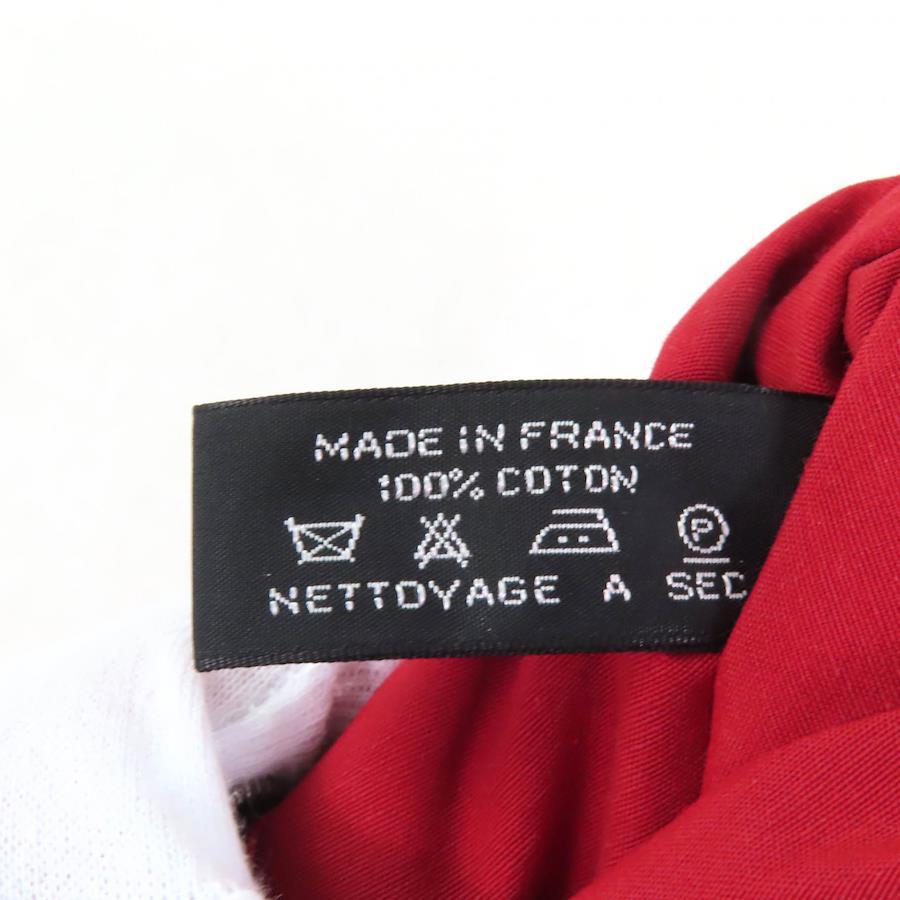 MADE IN FRANCE
100% COTON
P
NETTOYAGE A SEC